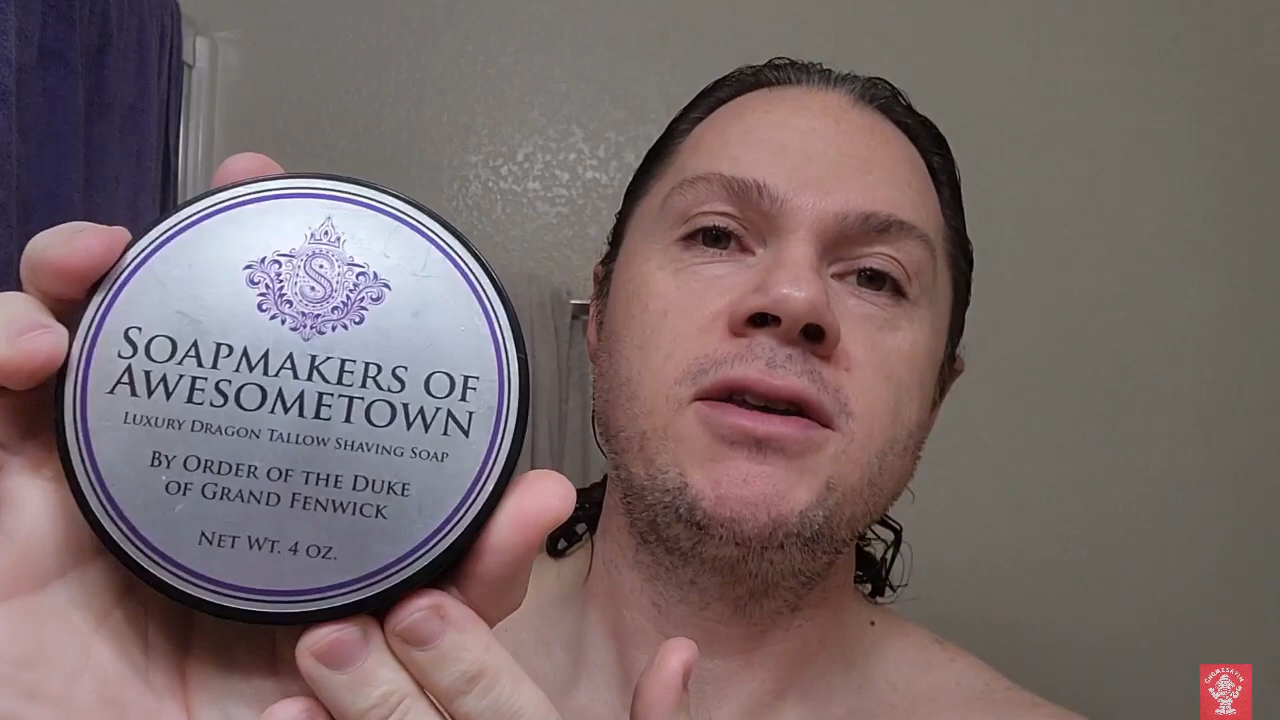 S
SOAPMAKERS OF
AWESOMETOWN
LUXURY DRAGON TALLOW SHAVING SOAP
BY ORDER OF THE DUKE
OF GRAND FENWICK
NET WT. 4 OZ.